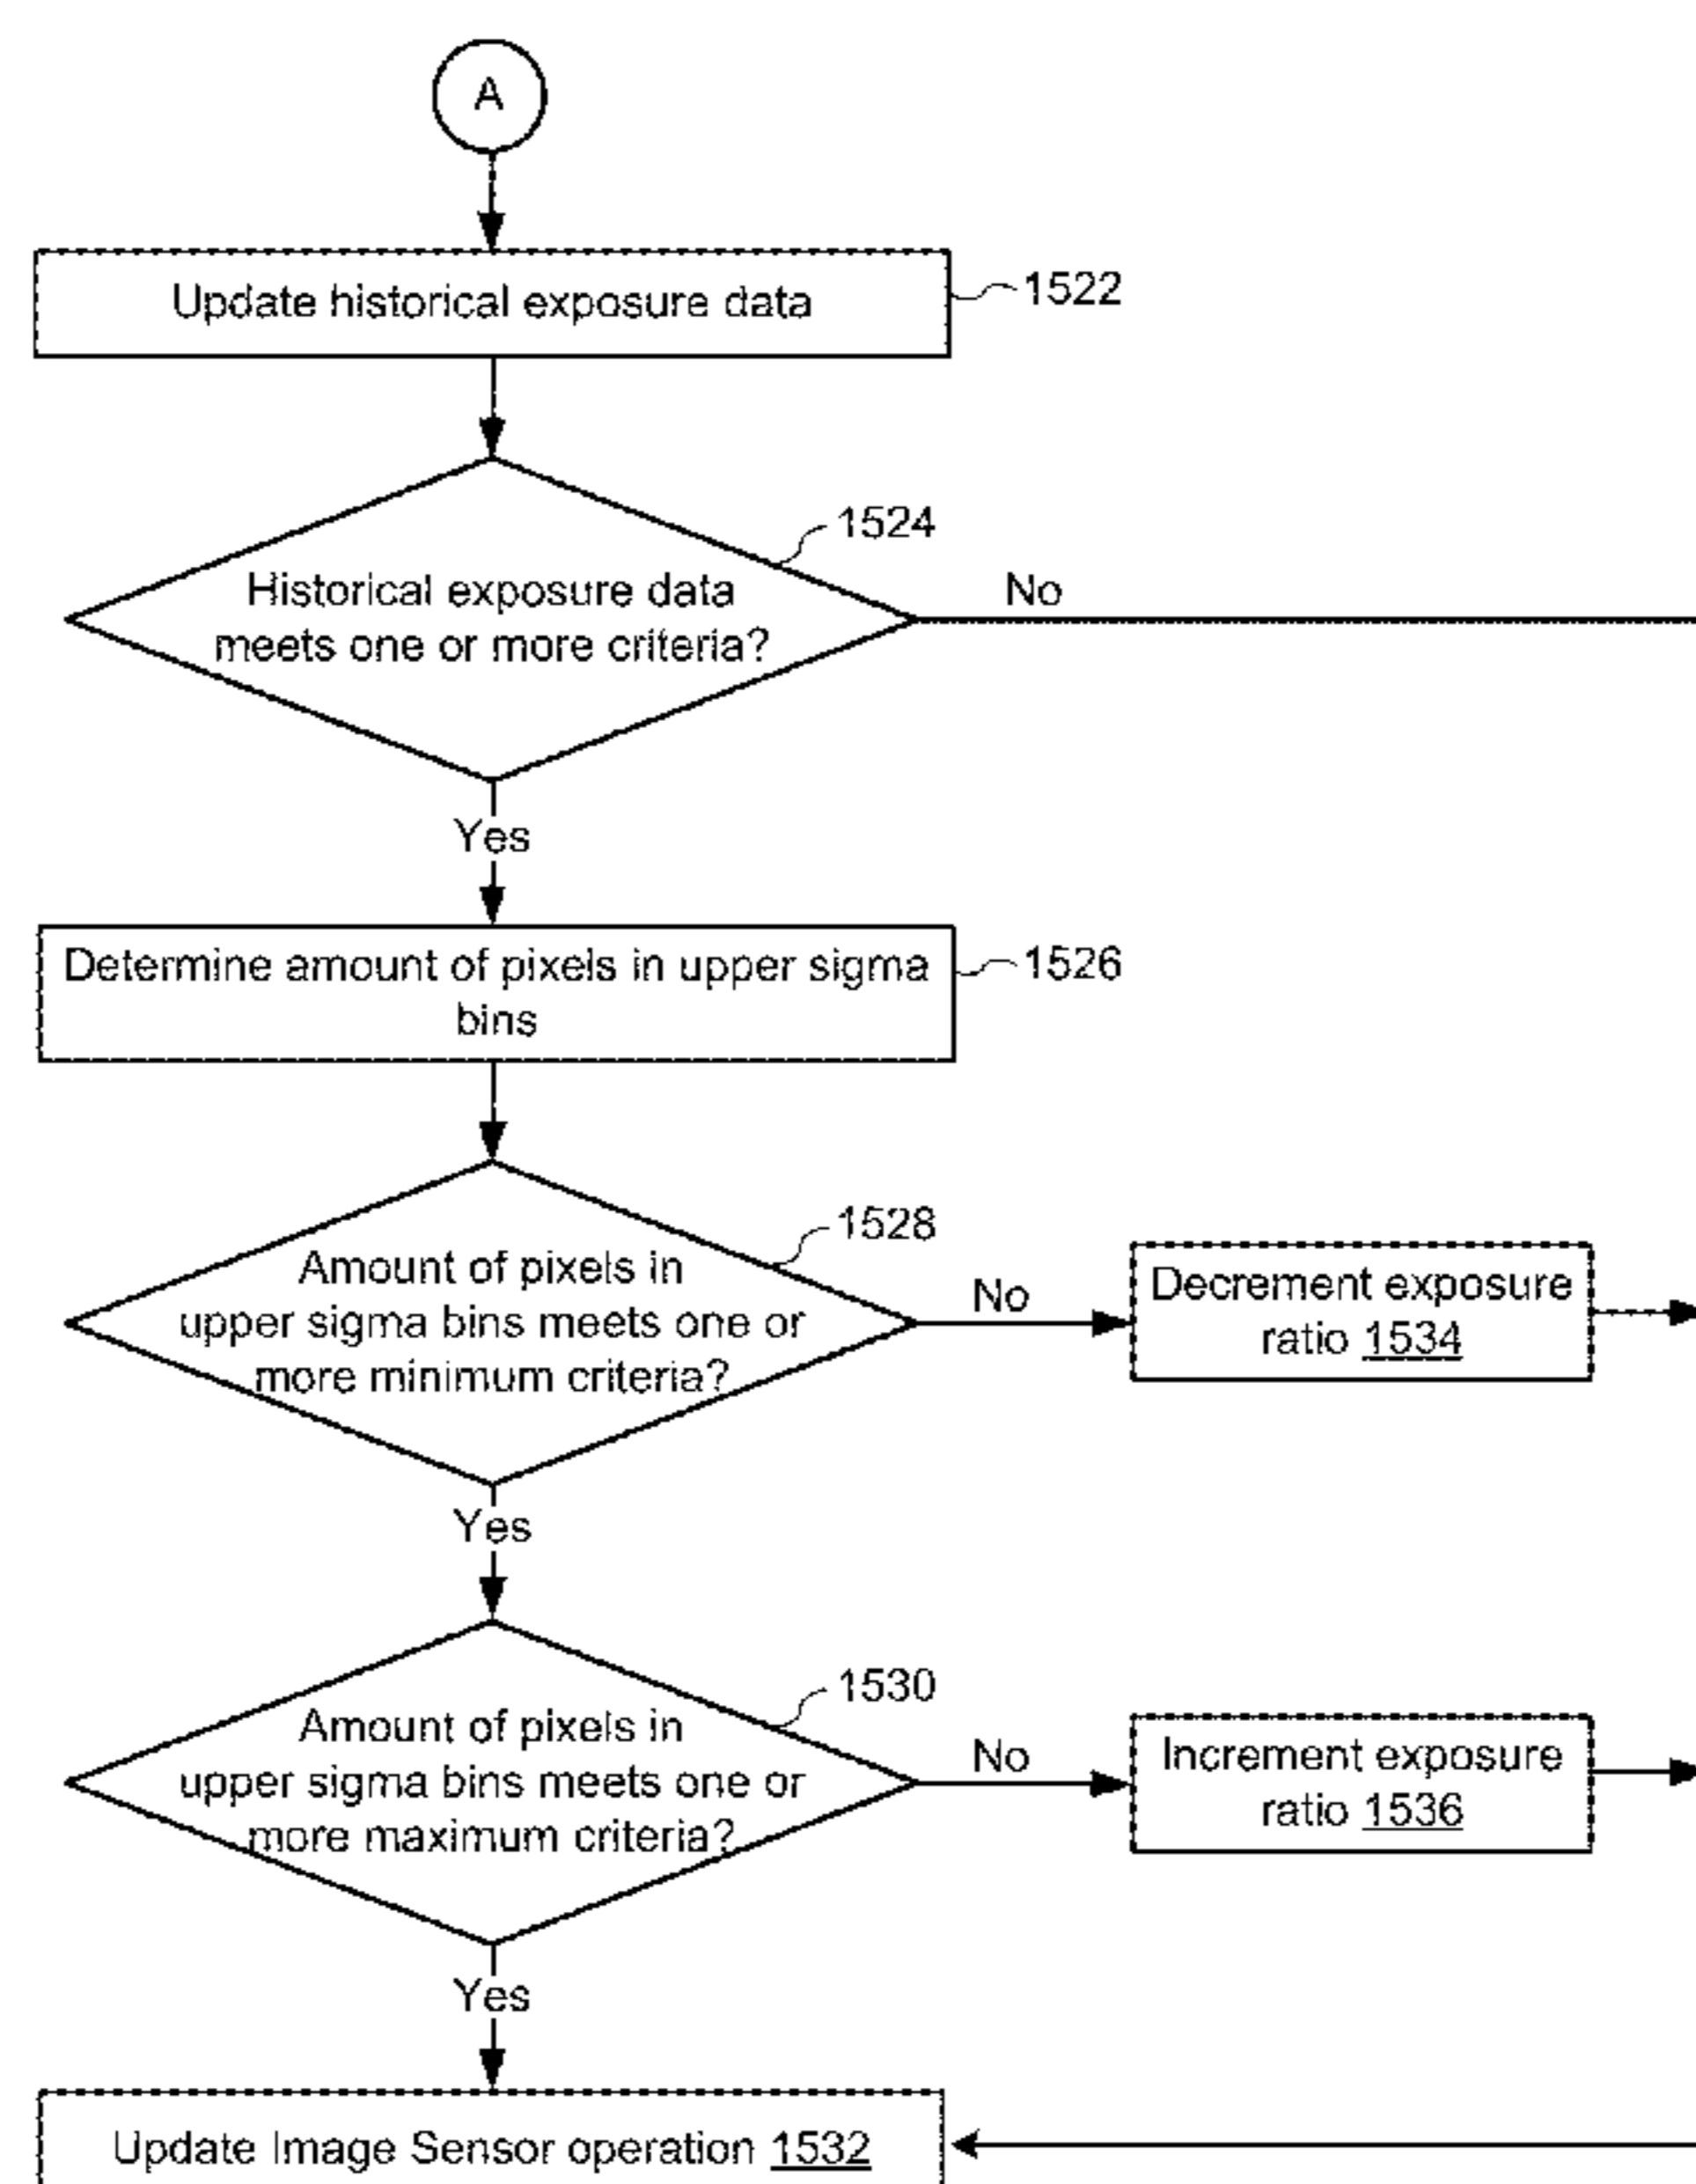 A
Update historical exposure data
1522
1524
Historical exposure data
meets one or more criteria?
No
Yes
Determine amount of pixels in upper sigma
bins
1526
1528
Amount of pixels in
upper sigma bins meets one or
more minimum criteria?
No
Decrement exposure
ratio 1534
Yes
1530
Amount of pixels in
upper sigma bins meets one or
more maximum criteria?
No
Increment exposure
ratio 1536
Yes
Update Image Sensor operation 1532